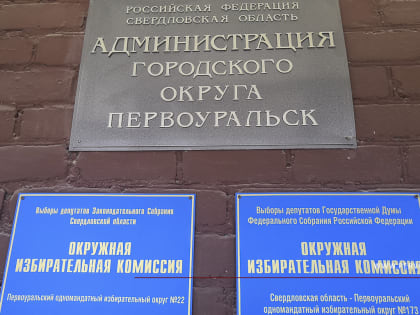 РОССИЙСКАЯ ФЕДЕРАЦИЯ
СВЕРДЛОВСКАЯ ОБЛАСТЬ
АДМИНИСТРАЦИЯ
ГОРОДСКОГО
ОКРУГА
ПЕРВОУРАЛЬСК
Выборы депутатов Законодательного Собрания
Свердловской области
ОКРУЖНАЯ
ИЗБИРАТЕЛЬНАЯ КОМИССИЯ
Первоуральский одномандатный избирательный округ №22
Выборы депутатов Государственной Думы
Федерального Собрания Российской Федерации
ОКРУЖНАЯ
ИЗБИРАТЕЛЬНАЯ КОМИССИЯ
Свердловская область - Первоуральский
одномандатный избирательный округ №173